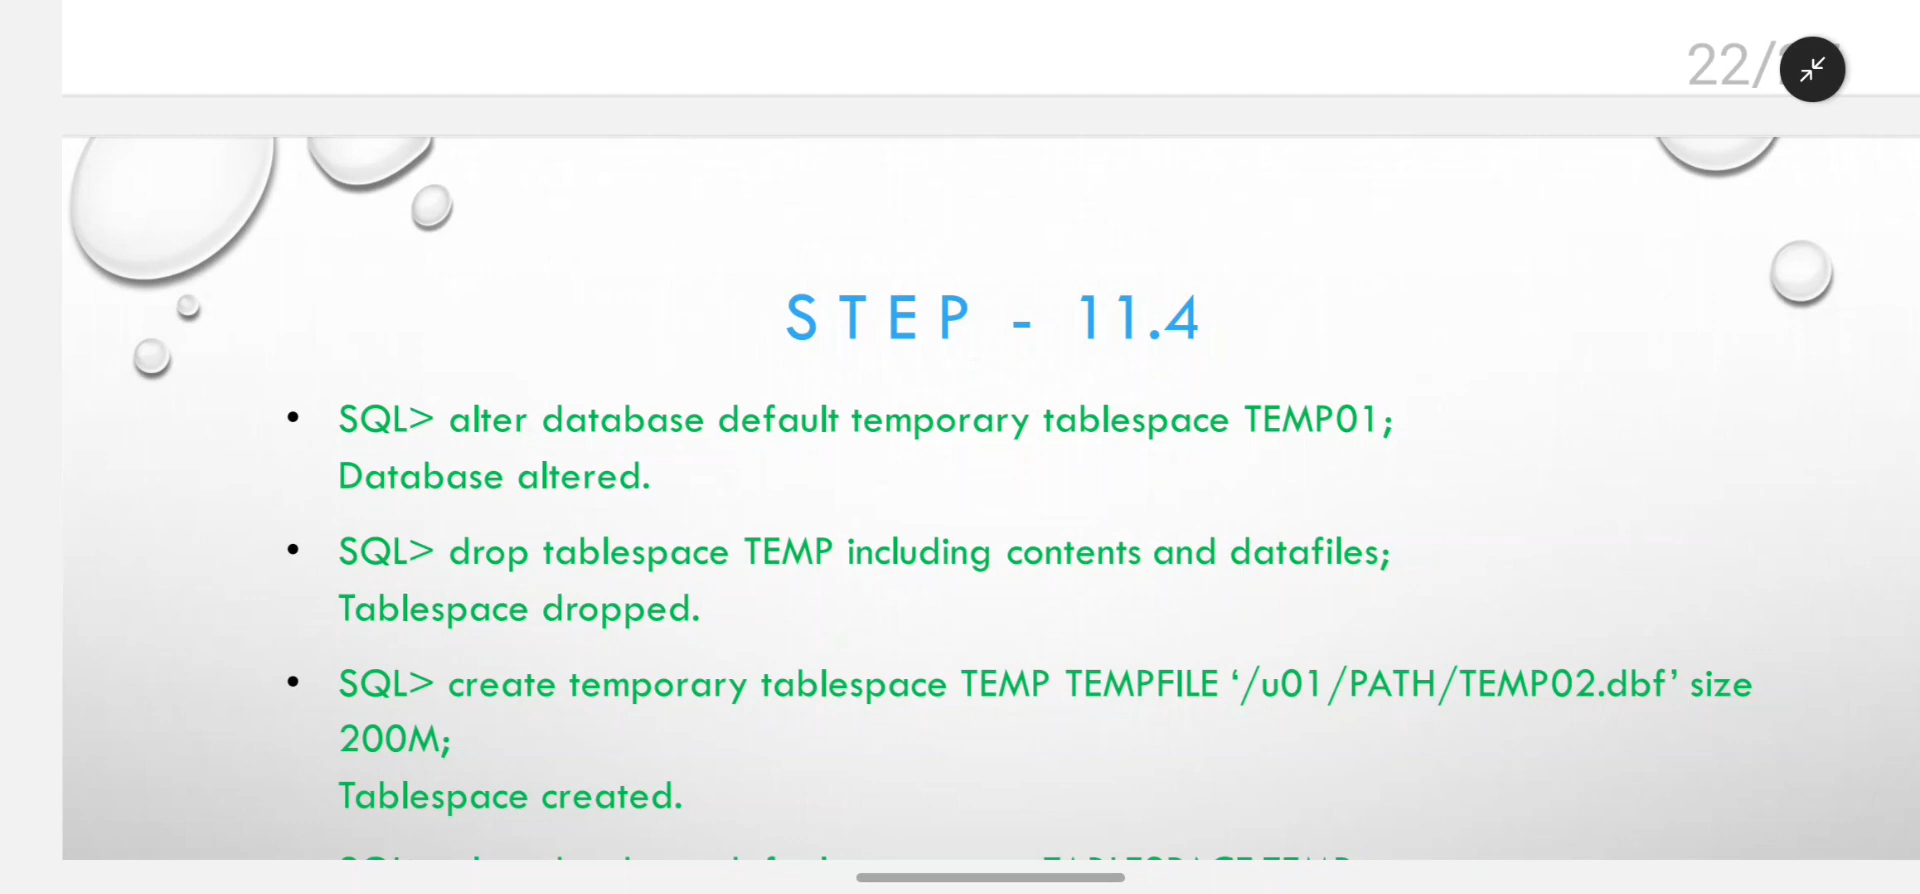 22/
STEP - 11.4
• SQL> alter database default temporary tablespace TEMP01;
Database altered.
• SQL> drop tablespace TEMP including contents and datafiles;
Tablespace dropped.
• SQL> create temporary tablespace TEMP TEMPFILE ‘/u01/PATH/TEMP02.dbf’ size
200M;
Tablespace created.